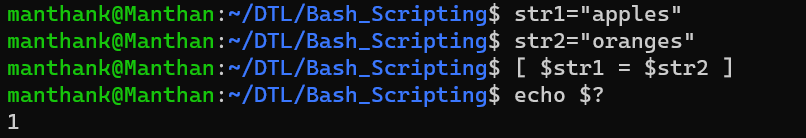 manthank@Manthan:~/DTL/Bash_Scripting$ str1="apples"
manthank@Manthan:~/DTL/Bash_Scripting$ str2="oranges"
manthank@Manthan:~/DTL/Bash_Scripting$ [ $str1 = $str2 ]
manthank@Manthan:~/DTL/Bash_Scripting$ echo $?
1